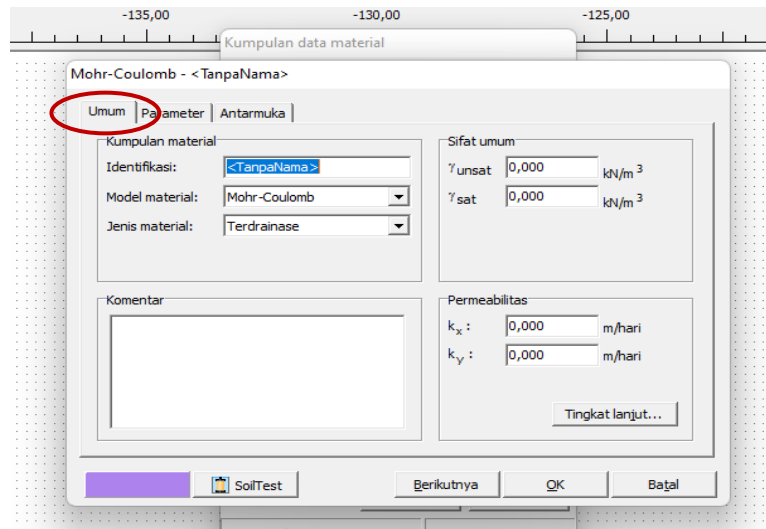 -135,00 -130,00 -125,00
Kumpulan data material
Mohr-Coulomb - <TanpaNama>
Umum Parameter Antarmuka
Kumpulan material
Identifikasi: <TanpaNama>
Model material: Mohr-Coulomb
Jenis material: Terdrainase
Sifat umum
γunsat 0,000 kN/m 3
γsat 0,000 kN/m 3
Komentar
Permeabilitas
kx : 0,000 m/hari
ky : 0,000 m/hari
Tingkat lanjut...
SoilTest Berikutnya OK Batal